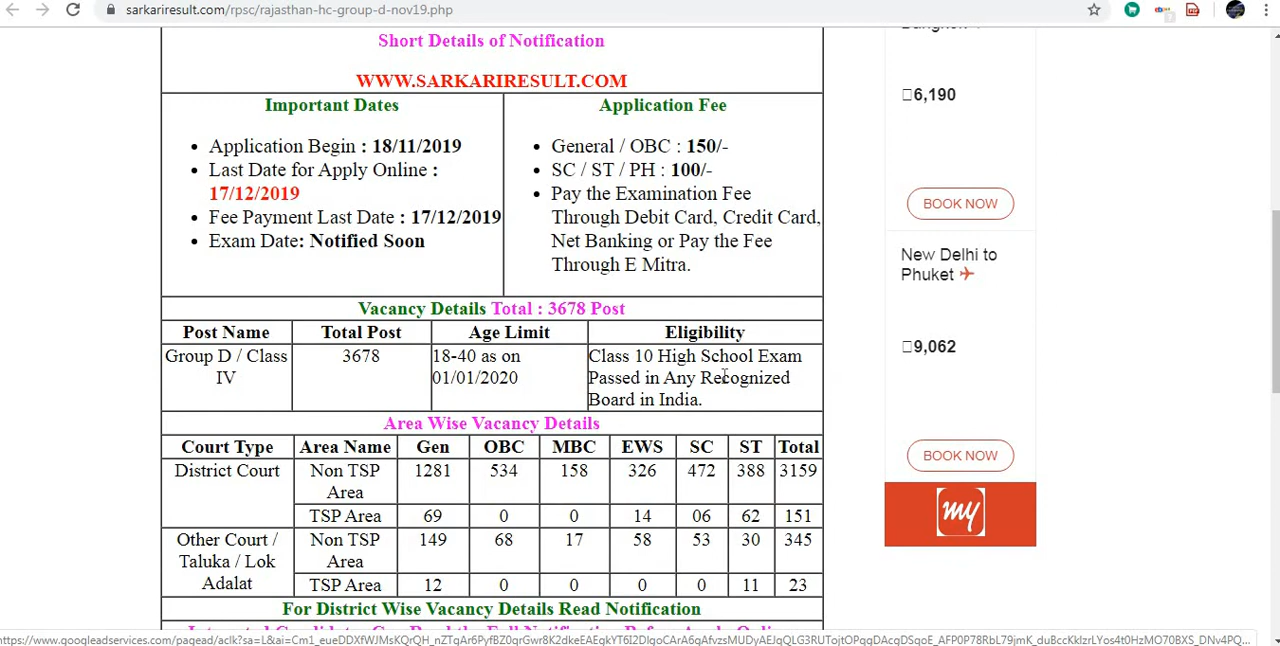 sarkariresult.com/rpsc/rajasthan-hc-group-d-nov19.php
Short Details of Notification
WWW.SARKARIRESULT.COM
Important Dates
Application Begin : 18/11/2019
Last Date for Apply Online :
17/12/2019
Fee Payment Last Date : 17/12/2019
Exam Date: Notified Soon
Application Fee
General / OBC : 150/-
SC / ST / PH : 100/-
Pay the Examination Fee
Through Debit Card, Credit Card,
Net Banking or Pay the Fee
Through E Mitra.
Vacancy Details Total : 3678 Post
Post Name Total Post Age Limit Eligibility
Group D / Class
IV
3678
18-40 as on
01/01/2020
Class 10 High School Exam
Passed in Any Recognized
Board in India.
Area Wise Vacancy Details
Court Type Area Name Gen OBC MBC EWS SC ST Total
District Court
Non TSP
Area
1281 534 158 326 472 388 3159
TSP Area 69 0 0 14 06 62 151
Other Court /
Taluka / Lok
Adalat
Non TSP
Area
149 68 17 58 53 30 345
TSP Area 12 0 0 0 0 11 23
For District Wise Vacancy Details Read Notification
6,190
BOOK NOW
New Delhi to
Phuket
9,062
BOOK NOW
my